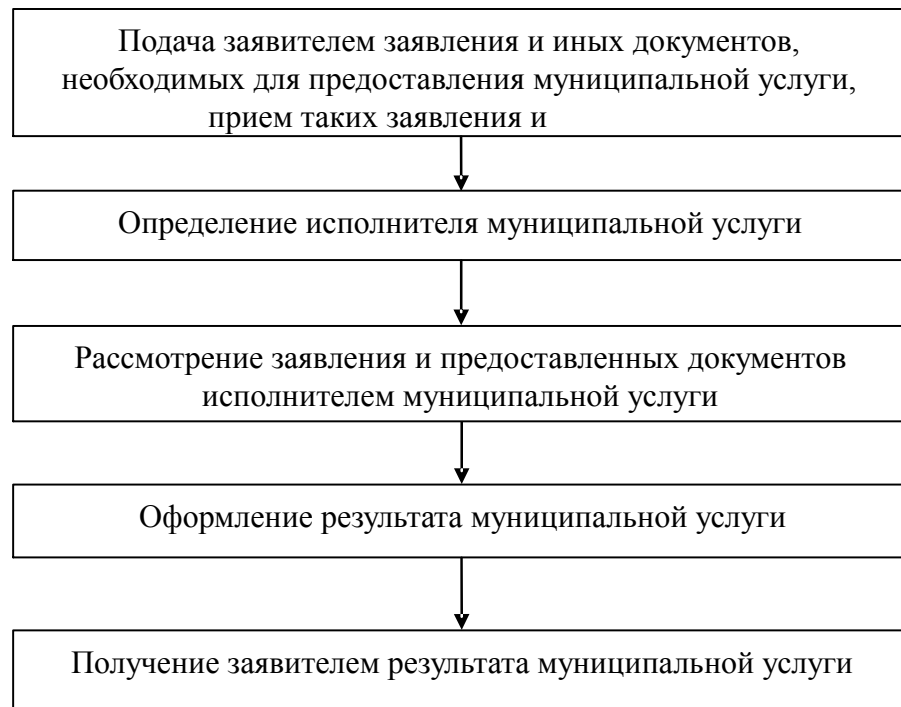 Подача заявителем заявления и иных документов,
необходимых для предоставления муниципальной услуги,
прием таких заявления и
Определение исполнителя муниципальной услуги
Рассмотрение заявления и предоставленных документов
исполнителем муниципальной услуги
Оформление результата муниципальной услуги
Получение заявителем результата муниципальной услуги